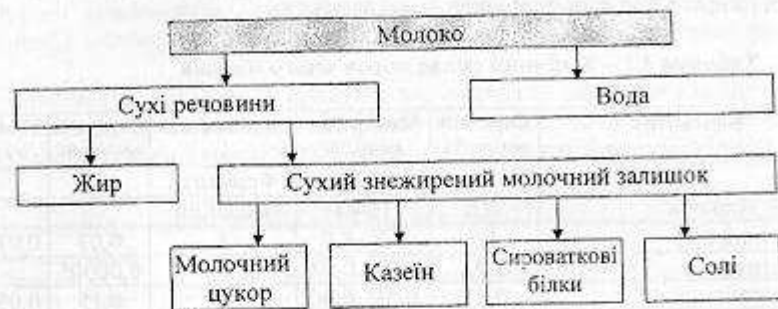 Молоко
Сухі речовини
Вода
Жир
Сухий знежирений молочний залишок
Молочний
цукор
Казеїн
Сироваткові
білки
Солі